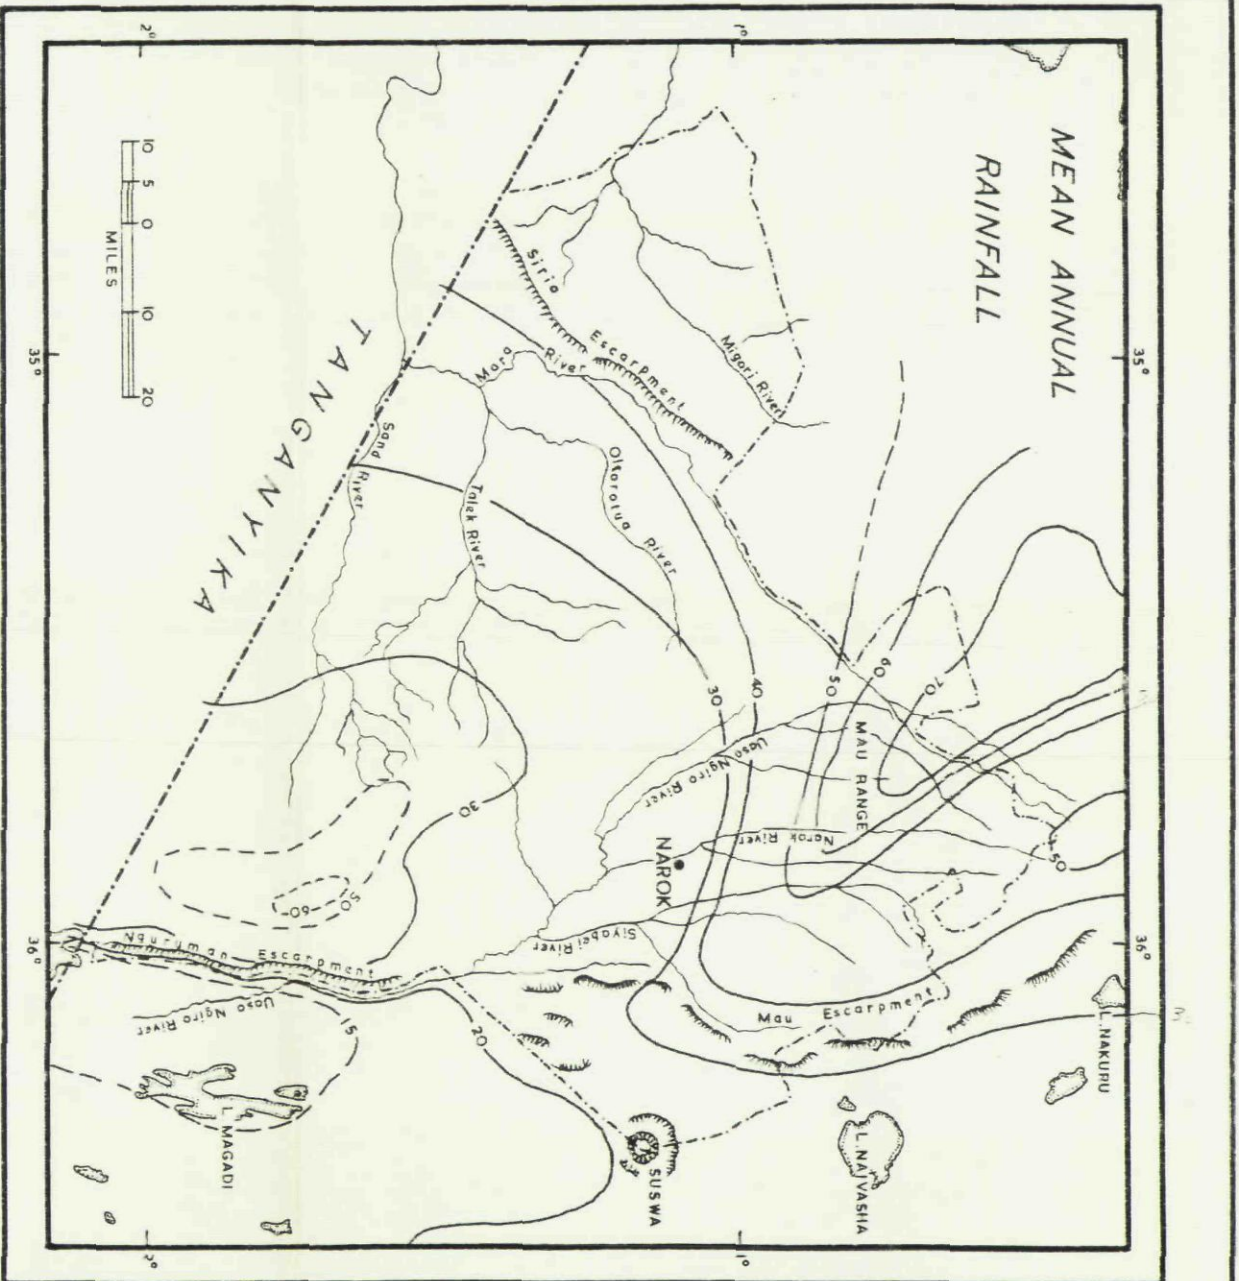 MEAN ANNUAL
RAINFALL
35°
36°
1°
1°
2°
2°
35°
36°
L. NAKURU
L. NAIVASHA
SUSWA
L. MAGADI
MAU RANGE
Mau Escarpment
NAROK
Narok River
Uaso Ngiro River
Siyabei River
Migori River
Siria Escarpment
Mara River
Olkarotua River
Talek River
Sand River
TANGANYIKA
Nguruman Escarpment
Uaso Ngiro River
70
60
50
40
30
50
30
50
60
20
15
10 5 0 10 20
MILES